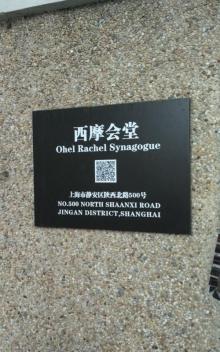 西摩会堂
Ohel Rachel Synagogue
上海市静安区陕西北路500号
NO.500 NORTH SHAANXI ROAD
JINGAN DISTRICT,SHANGHAI